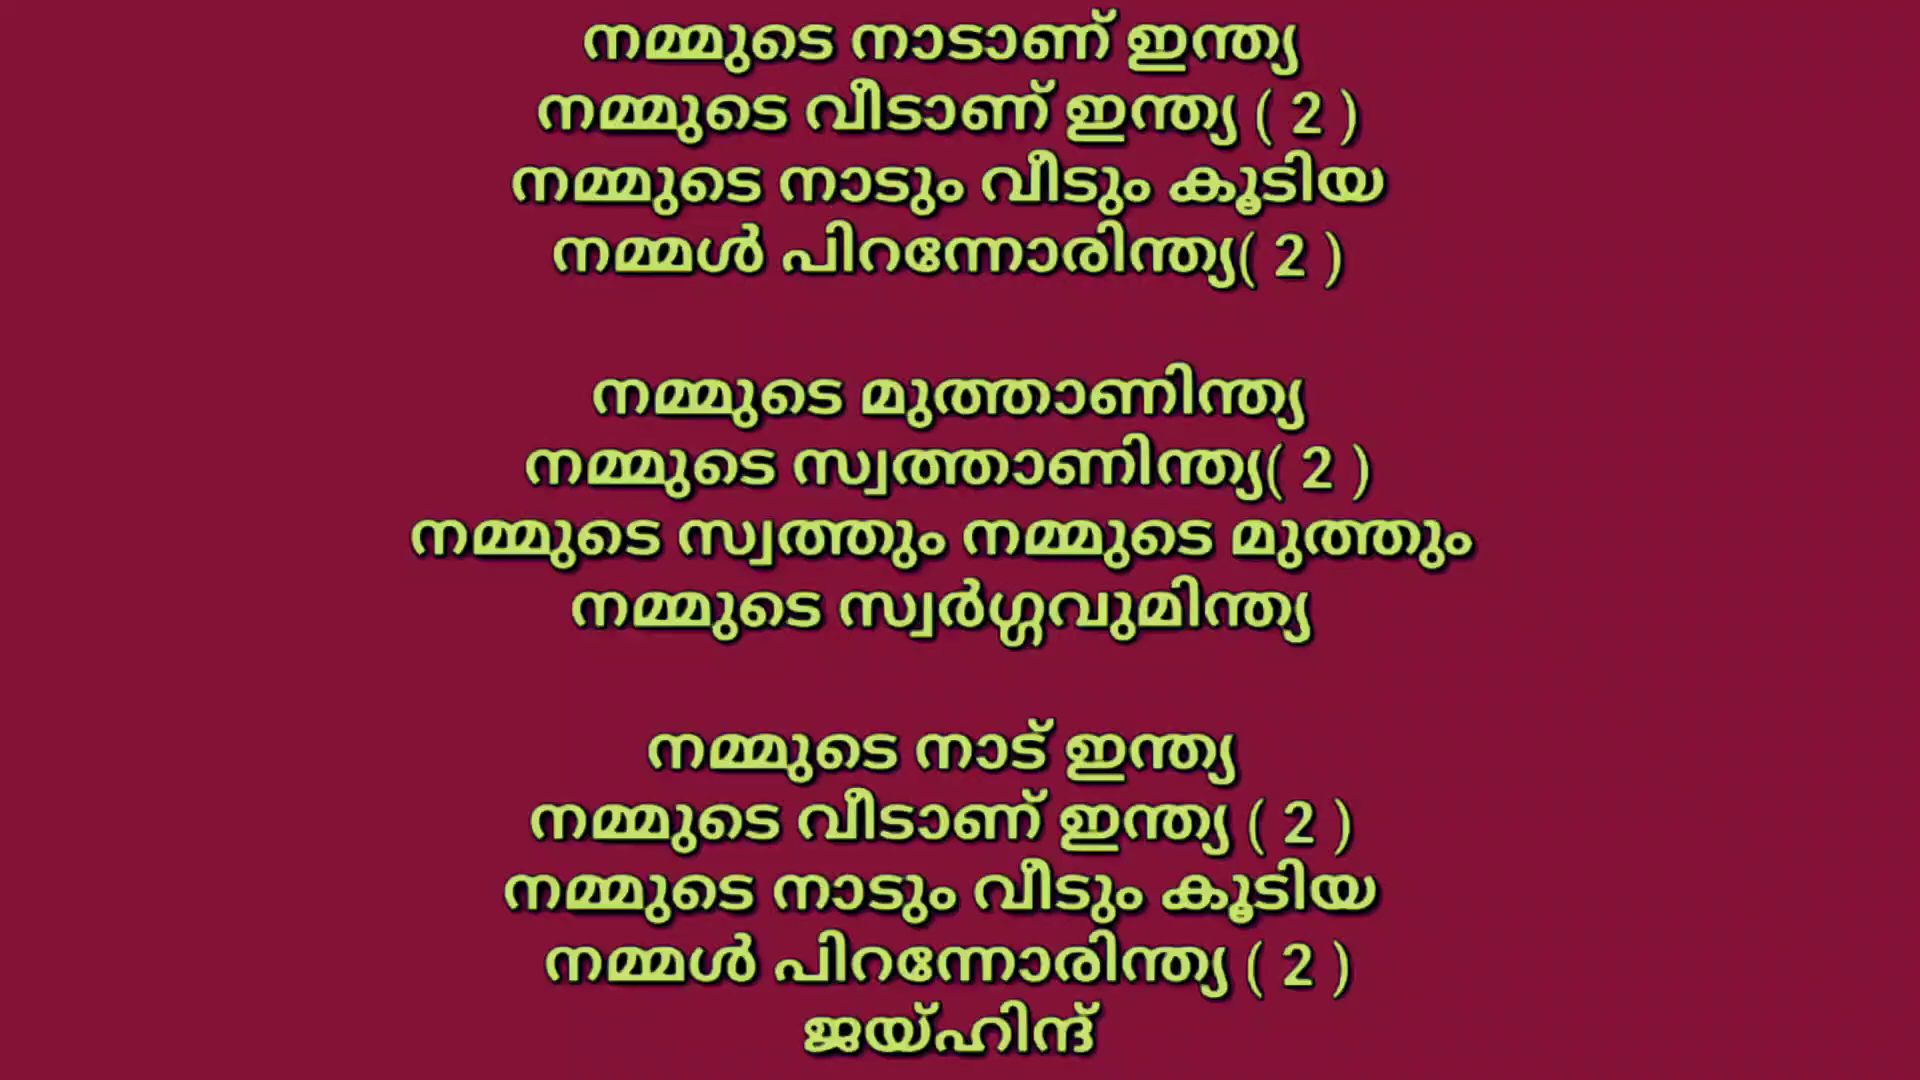 നമ്മുടെ നാടാണ് ഇന്ത്യ
നമ്മുടെ വീടാണ് ഇന്ത്യ ( 2 )
നമ്മുടെ നാടും വീടും കൂടിയ
നമ്മൾ പിറന്നോരിന്ത്യ( 2 )
നമ്മുടെ മുത്താണിന്ത്യ
നമ്മുടെ സ്വത്താണിന്ത്യ( 2 )
നമ്മുടെ സ്വത്തും നമ്മുടെ മുത്തും
നമ്മുടെ സ്വർഗ്ഗവുമിന്ത്യ
നമ്മുടെ നാട് ഇന്ത്യ
നമ്മുടെ വീടാണ് ഇന്ത്യ ( 2 )
നമ്മുടെ നാടും വീടും കൂടിയ
നമ്മൾ പിറന്നോരിന്ത്യ ( 2 )
ജയ്ഹിന്ദ്